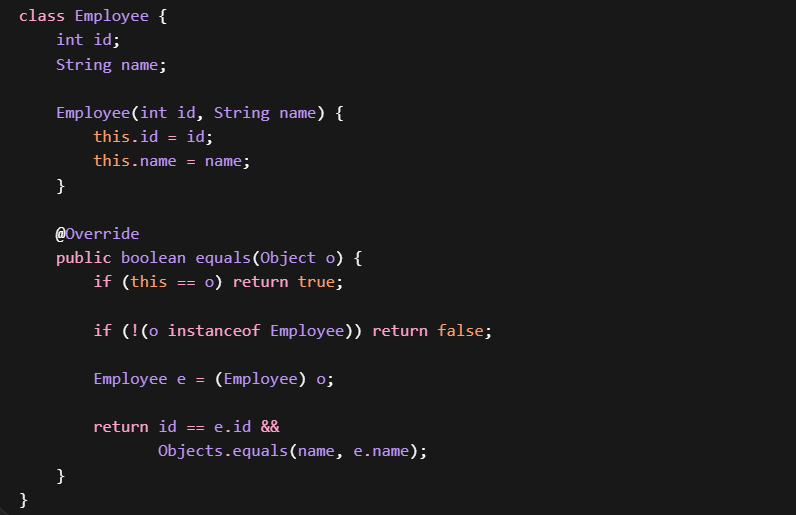 class Employee {
    int id;
    String name;

    Employee(int id, String name) {
        this.id = id;
        this.name = name;
    }

    @Override
    public boolean equals(Object o) {
        if (this == o) return true;

        if (!(o instanceof Employee)) return false;

        Employee e = (Employee) o;

        return id == e.id &&
               Objects.equals(name, e.name);
    }
}